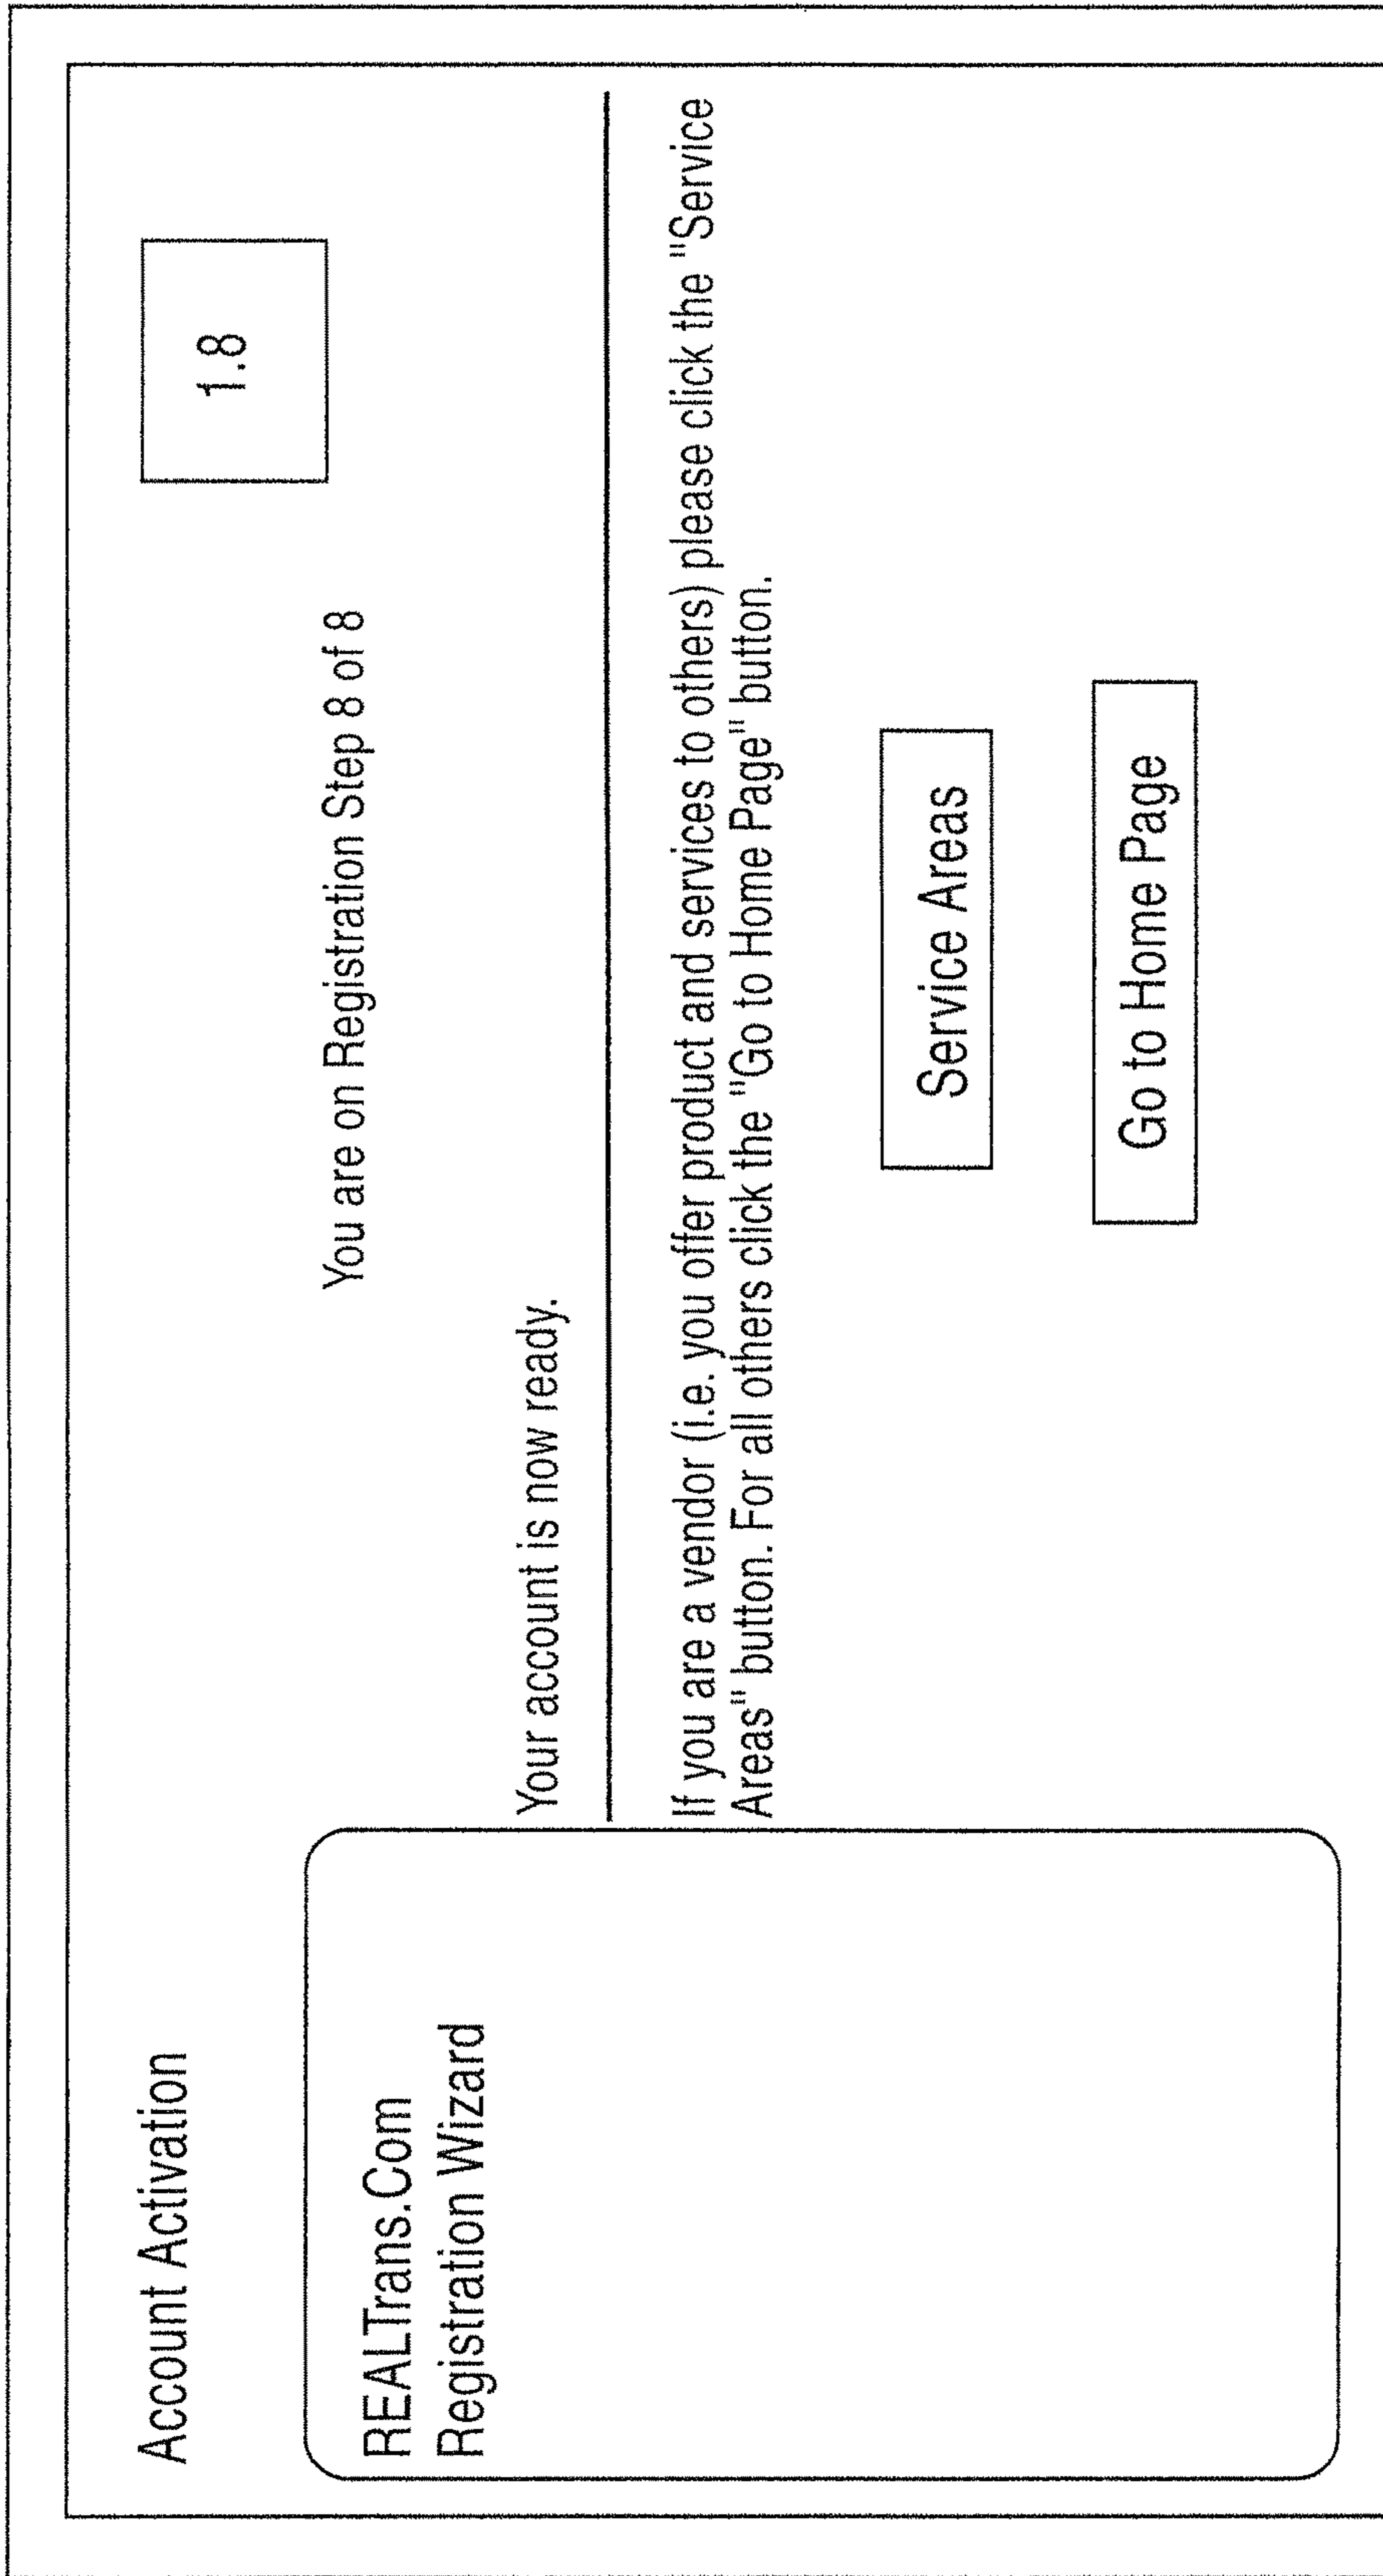 Account Activation
1.8
REALTrans.Com
Registration Wizard
You are on Registration Step 8 of 8
Your account is now ready.
If you are a vendor (i.e. you offer product and services to others) please click the "Service
Areas" button. For all others click the "Go to Home Page" button.
Service Areas
Go to Home Page